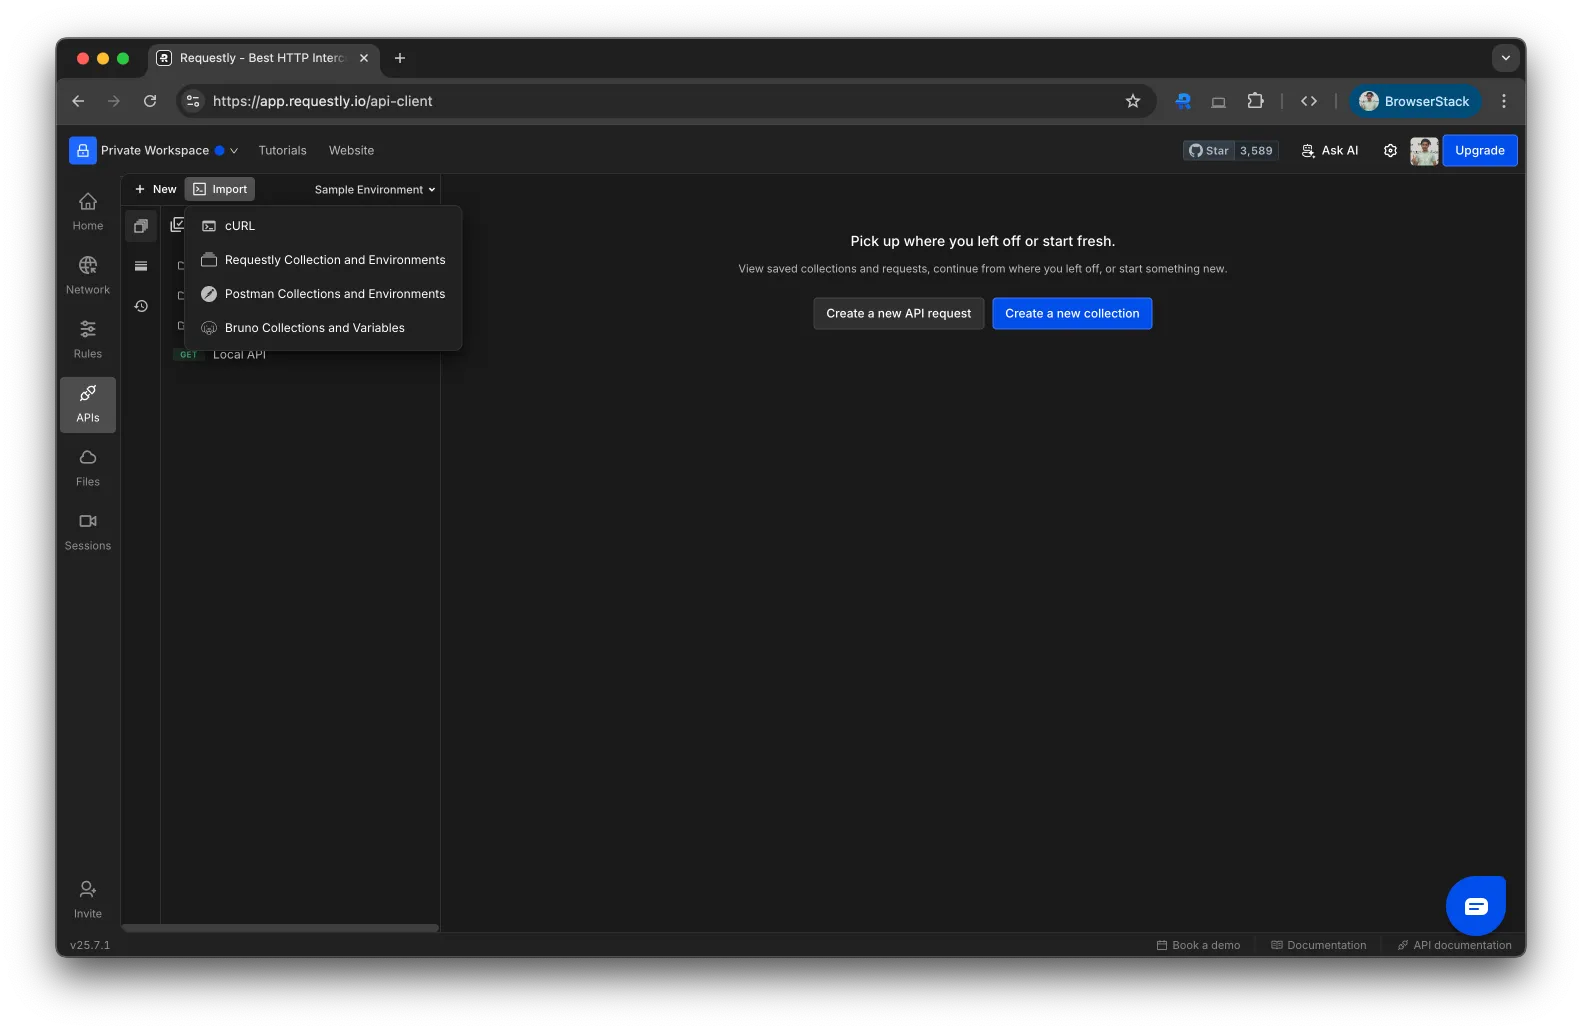 Requestly - Best HTTP Interc
https://app.requestly.io/api-client
BrowserStack
Private Workspace
Tutorials
Website
Star 3,589
Ask AI
Upgrade
New
Import
Sample Environment
Home
Network
Rules
APIs
Files
Sessions
Invite
v25.7.1
cURL
Requestly Collection and Environments
Postman Collections and Environments
Bruno Collections and Variables
GET Local API
Pick up where you left off or start fresh.
View saved collections and requests, continue from where you left off, or start something new.
Create a new API request
Create a new collection
Book a demo
Documentation
API documentation